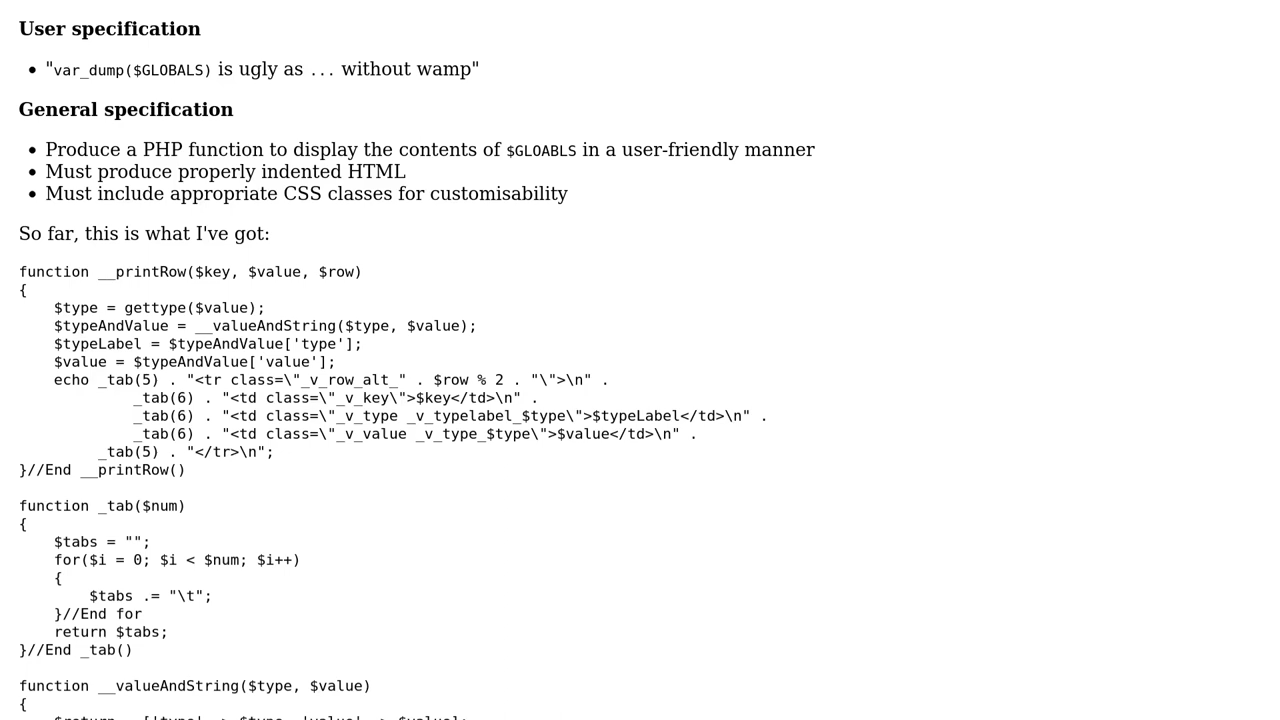 User specification
• "var_dump($GLOBALS) is ugly as ... without wamp"
General specification
• Produce a PHP function to display the contents of $GLOABLS in a user-friendly manner
• Must produce properly indented HTML
• Must include appropriate CSS classes for customisability
So far, this is what I've got:
function __printRow($key, $value, $row)
{
    $type = gettype($value);
    $typeAndValue = __valueAndString($type, $value);
    $typeLabel = $typeAndValue['type'];
    $value = $typeAndValue['value'];
    echo _tab(5) . "<tr class=\"_v_row_alt_" . $row % 2 . "\">\n" .
             _tab(6) . "<td class=\"_v_key\">$key</td>\n" .
             _tab(6) . "<td class=\"_v_type _v_typelabel_$type\">$typeLabel</td>\n" .
             _tab(6) . "<td class=\"_v_value _v_type_$type\">$value</td>\n" .
         _tab(5) . "</tr>\n";
}//End __printRow()
function _tab($num)
{
    $tabs = "";
    for($i = 0; $i < $num; $i++)
    {
        $tabs .= "\t";
    }//End for
    return $tabs;
}//End _tab()
function __valueAndString($type, $value)
{